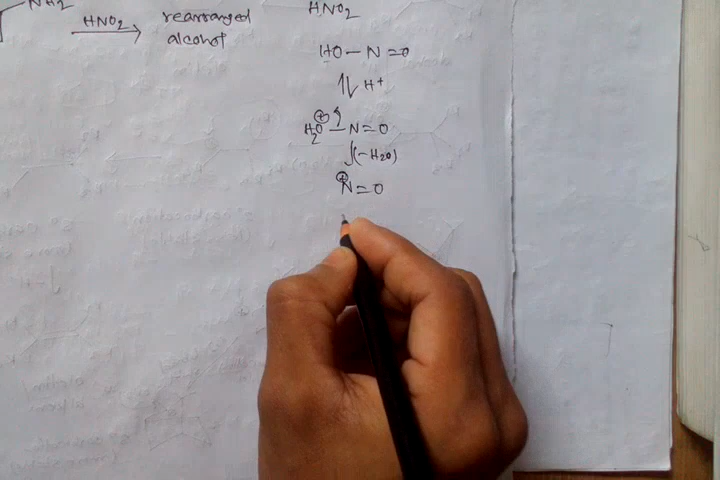 NH2
HNO2
rearranged
alcohol
HNO2
HO-N=O
H+
H2O-N=O
(-H2O)
N=O